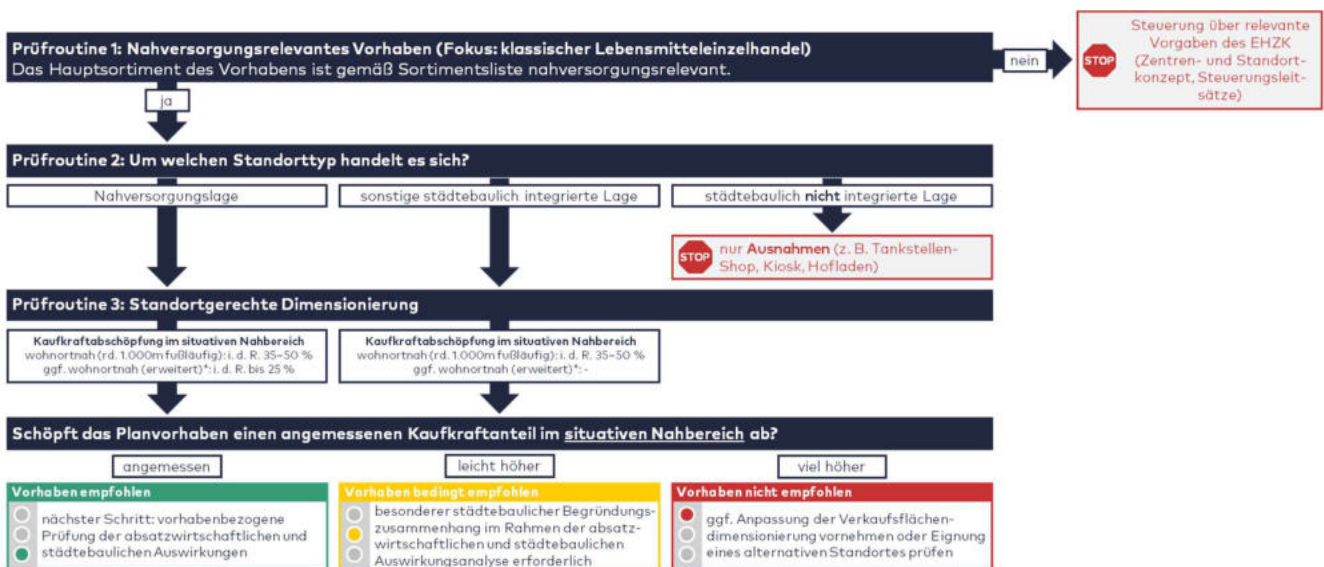 Prüfroutine 1: Nahversorgungsrelevantes Vorhaben (Fokus: klassischer Lebensmitteleinzelhandel)
Das Hauptsortiment des Vorhabens ist gemäß Sortimentsliste nahversorgungsrelevant.
nein
STOP
Steuerung über relevante
Vorgaben des EHZK
(Zentren- und Standort-
konzept, Steuerungsleit-
sätze)
ja
Prüfroutine 2: Um welchen Standorttyp handelt es sich?
Nahversorgungslage
sonstige städtebaulich integrierte Lage
städtebaulich nicht integrierte Lage
STOP
nur Ausnahmen (z. B. Tankstellen-
Shop, Kiosk, Hofladen)
Prüfroutine 3: Standortgerechte Dimensionierung
Kaufkraftabschöpfung im situativen Nahbereich
wohnortnah (rd. 1.000m fußläufig): i. d. R. 35–50 %
ggf. wohnortnah (erweitert)*: i. d. R. bis 25 %
Kaufkraftabschöpfung im situativen Nahbereich
wohnortnah (rd. 1.000m fußläufig): i. d. R. 35–50 %
ggf. wohnortnah (erweitert)*: -
Schöpft das Planvorhaben einen angemessenen Kaufkraftanteil im situativen Nahbereich ab?
angemessen
leicht höher
viel höher
Vorhaben empfohlen
nächster Schritt: vorhabenbezogene
Prüfung der absatzwirtschaftlichen und
städtebaulichen Auswirkungen
Vorhaben bedingt empfohlen
besonderer städtebaulicher Begründungs-
zusammenhang im Rahmen der absatz-
wirtschaftlichen und städtebaulichen
Auswirkungsanalyse erforderlich
Vorhaben nicht empfohlen
ggf. Anpassung der Verkaufsflächen-
dimensionierung vornehmen oder Eignung
eines alternativen Standortes prüfen